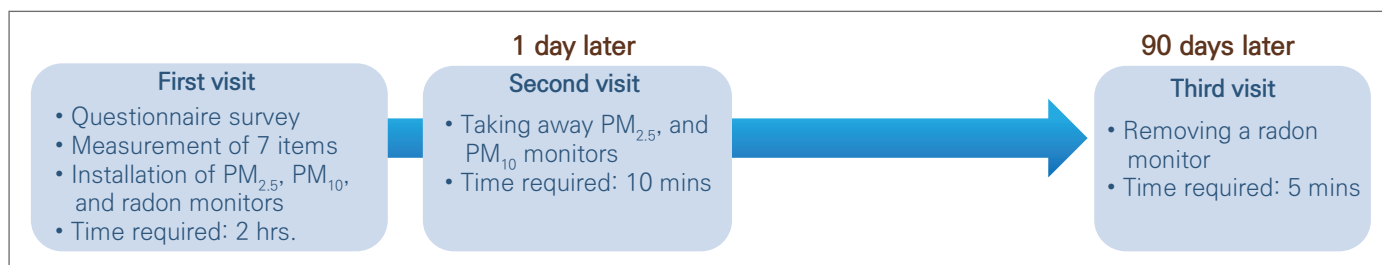 1 day later
90 days later
First visit
• Questionnaire survey
• Measurement of 7 items
• Installation of PM2.5, PM10,
and radon monitors
• Time required: 2 hrs.
Second visit
• Taking away PM2.5, and
PM10 monitors
• Time required: 10 mins
Third visit
• Removing a radon
monitor
• Time required: 5 mins